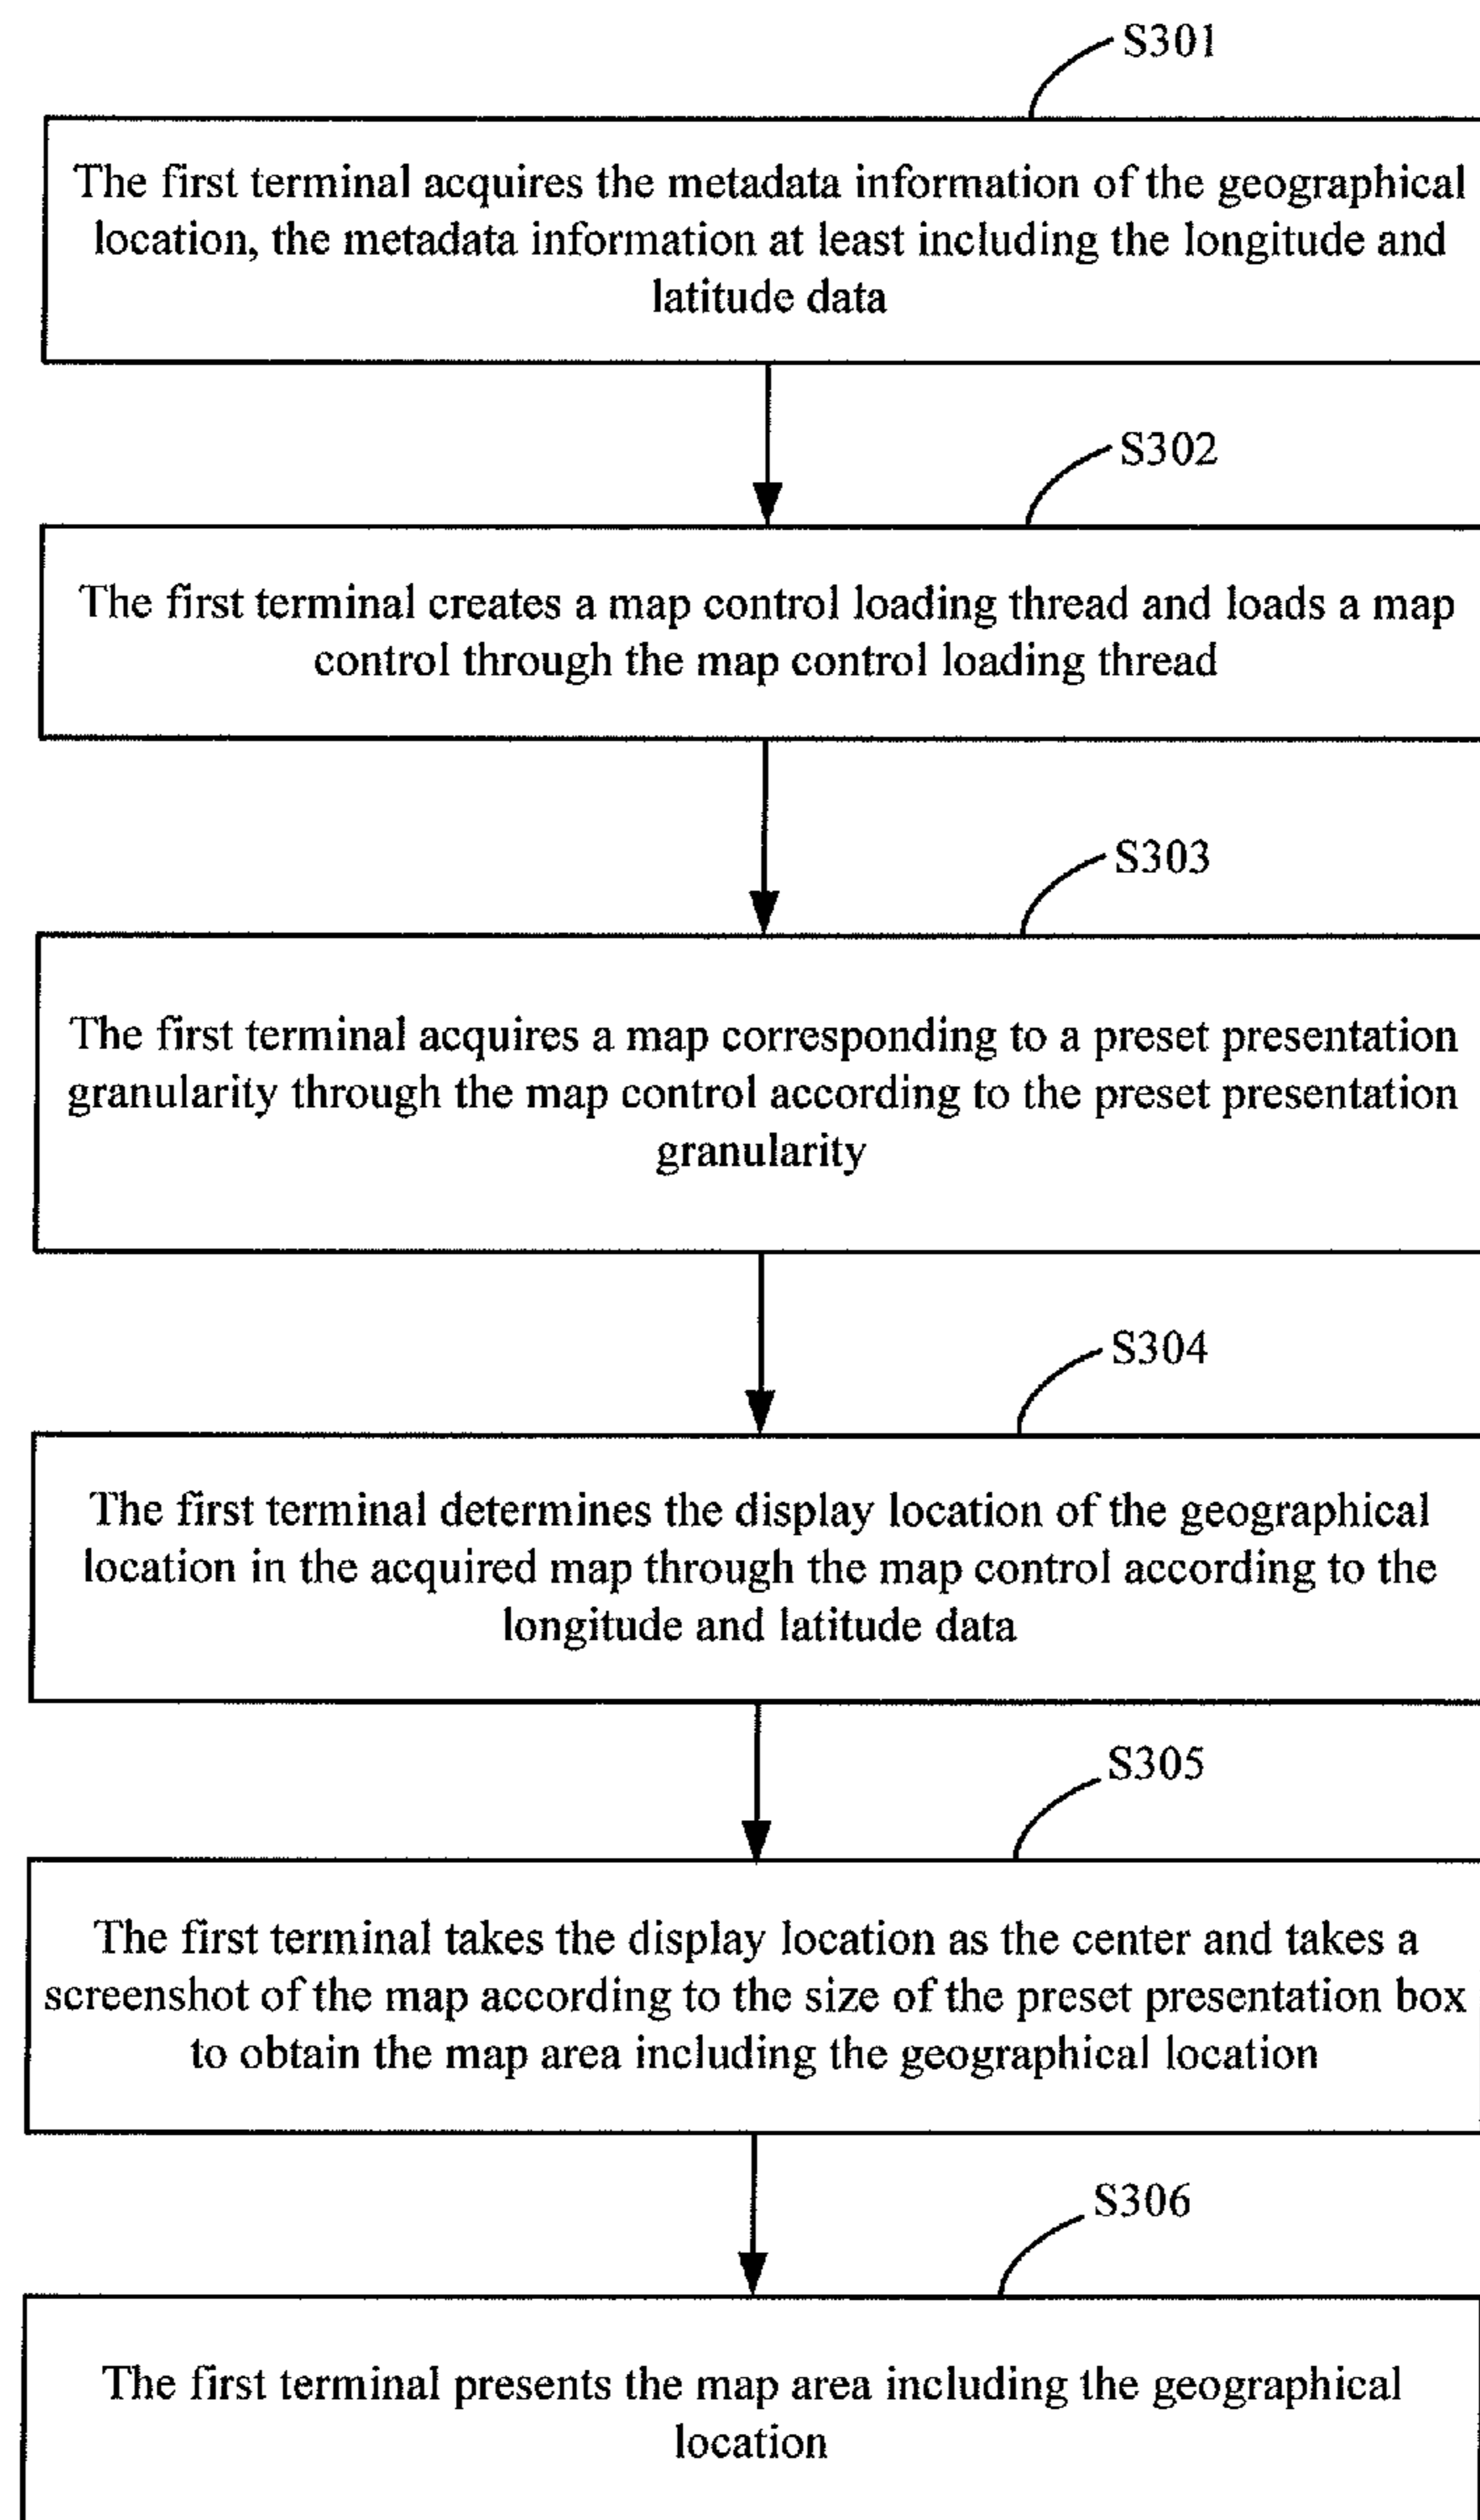 S301
The first terminal acquires the metadata information of the geographical
location, the metadata information at least including the longitude and
latitude data
S302
The first terminal creates a map control loading thread and loads a map
control through the map control loading thread
S303
The first terminal acquires a map corresponding to a preset presentation
granularity through the map control according to the preset presentation
granularity
S304
The first terminal determines the display location of the geographical
location in the acquired map through the map control according to the
longitude and latitude data
S305
The first terminal takes the display location as the center and takes a
screenshot of the map according to the size of the preset presentation box
to obtain the map area including the geographical location
S306
The first terminal presents the map area including the geographical
location